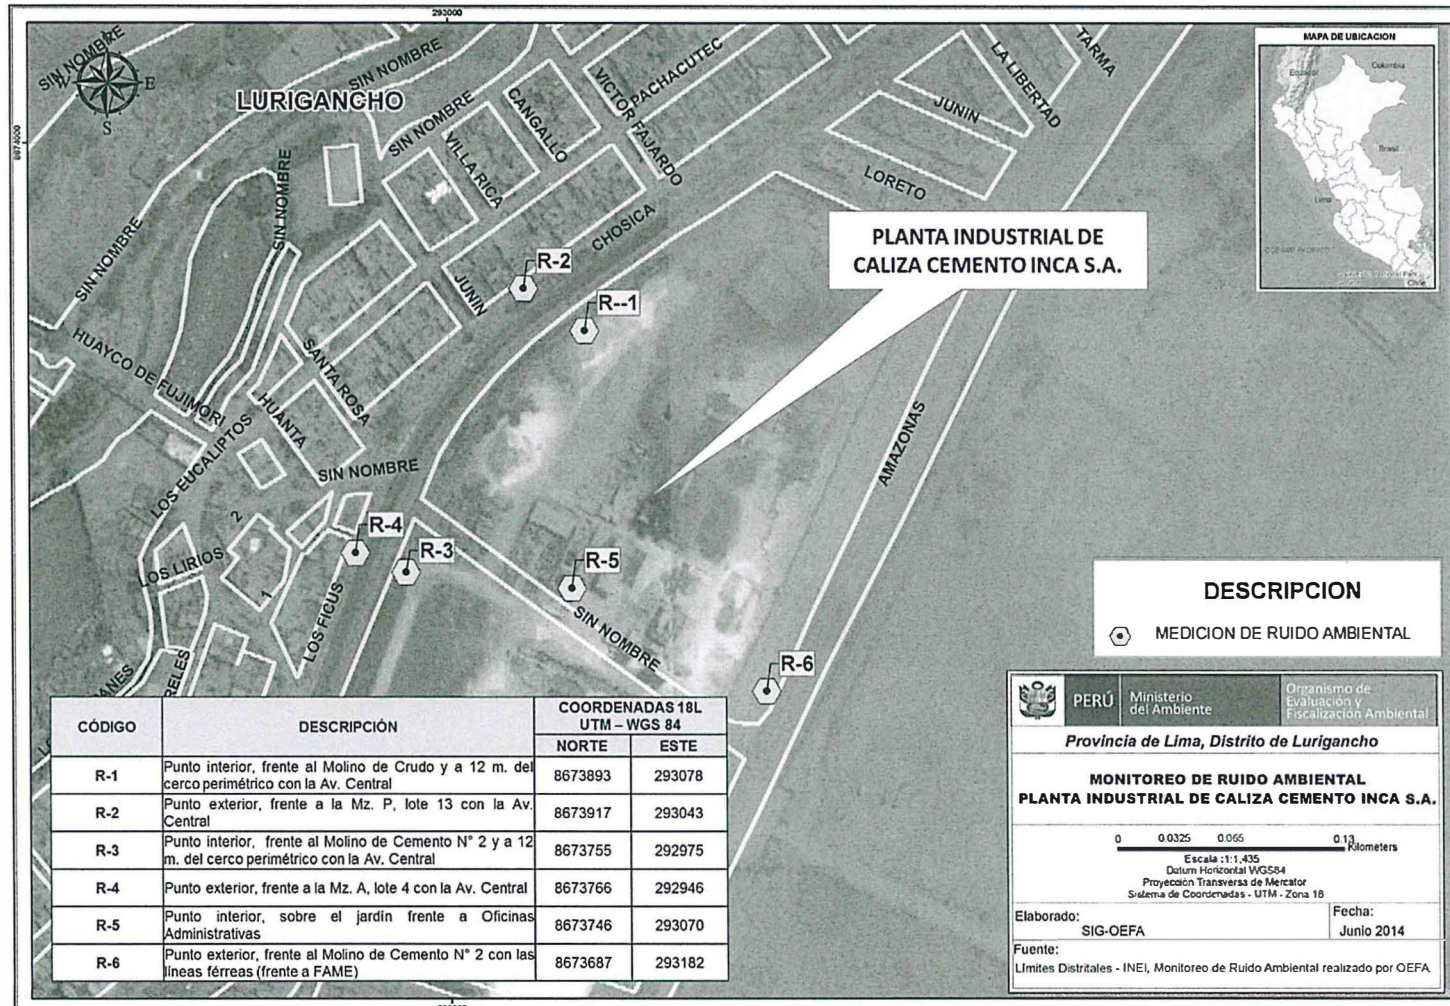 293000
8674000
N
W
E
S
LURIGANCHO
SIN NOMBRE
SIN NOMBRE
SIN NOMBRE
SIN NOMBRE
SIN NOMBRE
VILLA RICA
CANGALLO
VICTOR FAJARDO
PACHACUTEC
TARMA
LA LIBERTAD
JUNIN
LORETO
CHOSICA
JUNIN
SANTA ROSA
HUANTA
HUAYCO DE FUJIMORI
LOS EUCALIPTOS
SIN NOMBRE
LOS LIRIOS
2
1
LOS FICUS
SIN NOMBRE
AMAZONAS
R-2
R--1
R-4
R-3
R-5
R-6
PLANTA INDUSTRIAL DE
CALIZA CEMENTO INCA S.A.
MAPA DE UBICACION
Ecuador
Colombia
Brasil
Lima
OCEANO PACIFICO
Chile
DESCRIPCION
MEDICION DE RUIDO AMBIENTAL
CÓDIGO DESCRIPCIÓN COORDENADAS 18L
UTM – WGS 84
NORTE ESTE
R-1 Punto interior, frente al Molino de Crudo y a 12 m. del
cerco perimétrico con la Av. Central 8673893 293078
R-2 Punto exterior, frente a la Mz. P, lote 13 con la Av.
Central 8673917 293043
R-3 Punto interior, frente al Molino de Cemento N° 2 y a 12
m. del cerco perimétrico con la Av. Central 8673755 292975
R-4 Punto exterior, frente a la Mz. A, lote 4 con la Av. Central 8673766 292946
R-5 Punto interior, sobre el jardín frente a Oficinas
Administrativas 8673746 293070
R-6 Punto exterior, frente al Molino de Cemento N° 2 con las
líneas férreas (frente a FAME) 8673687 293182
PERÚ
Ministerio
del Ambiente
Organismo de
Evaluación y
Fiscalización Ambiental
Provincia de Lima, Distrito de Lurigancho
MONITOREO DE RUIDO AMBIENTAL
PLANTA INDUSTRIAL DE CALIZA CEMENTO INCA S.A.
0 0.0325 0.065 0.13
Kilometers
Escala :1:1,435
Datum Horizontal WGS84
Proyección Transversa de Mercator
Sistema de Coordenadas - UTM - Zona 18
Elaborado:
SIG-OEFA
Fecha:
Junio 2014
Fuente:
Límites Distritales - INEI, Monitoreo de Ruido Ambiental realizado por OEFA